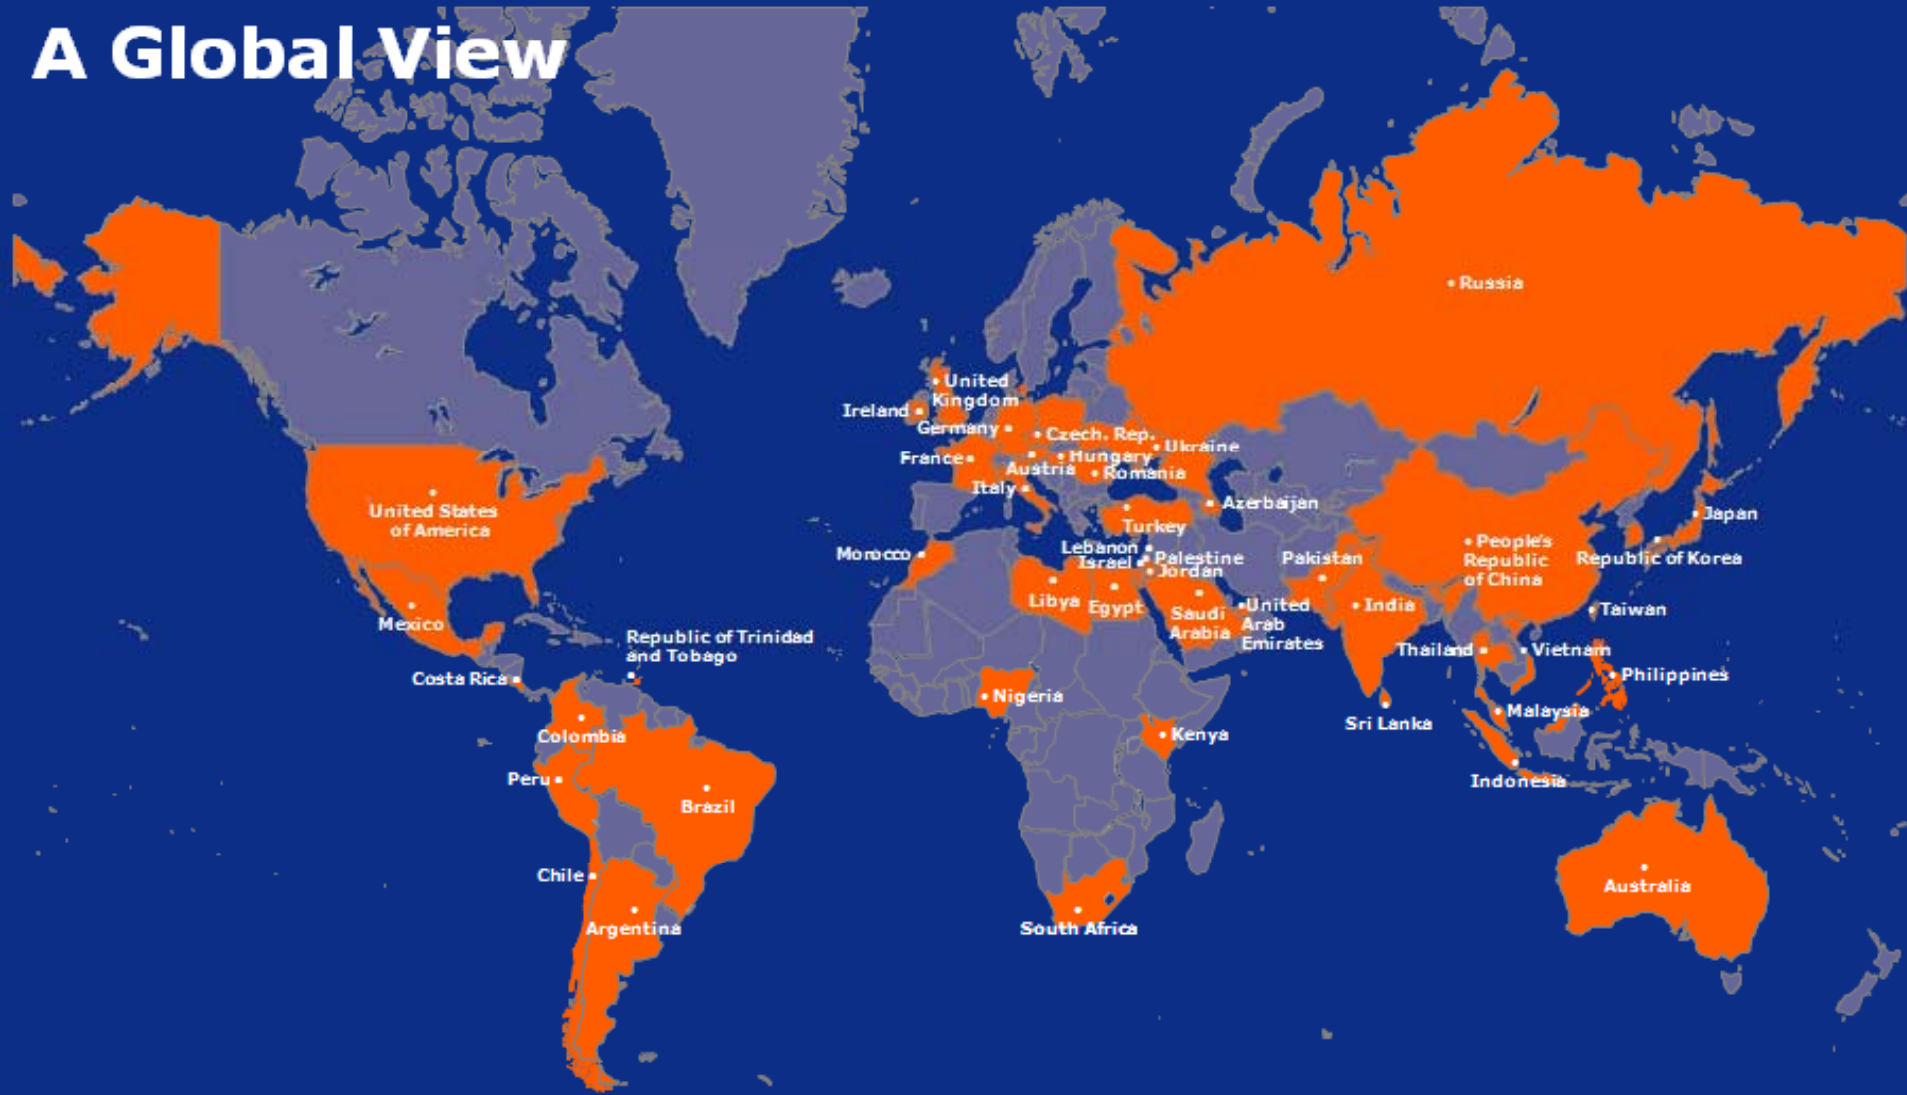 A Global View
Russia
United
Kingdom
Ireland
Germany
Czech. Rep.
Ukraine
France
Hungary
Austria
Romania
Italy
Azerbaijan
United States
of America
Turkey
Japan
Morocco
Lebanon
Israel
Palestine
Jordan
Pakistan
People's
Republic
of China
Republic of Korea
Libya
Egypt
Saudi
Arabia
United
Arab
Emirates
India
Taiwan
Mexico
Republic of Trinidad
and Tobago
Thailand
Vietnam
Costa Rica
Philippines
Nigeria
Malaysia
Sri Lanka
Colombia
Kenya
Peru
Indonesia
Brazil
Chile
Australia
Argentina
South Africa